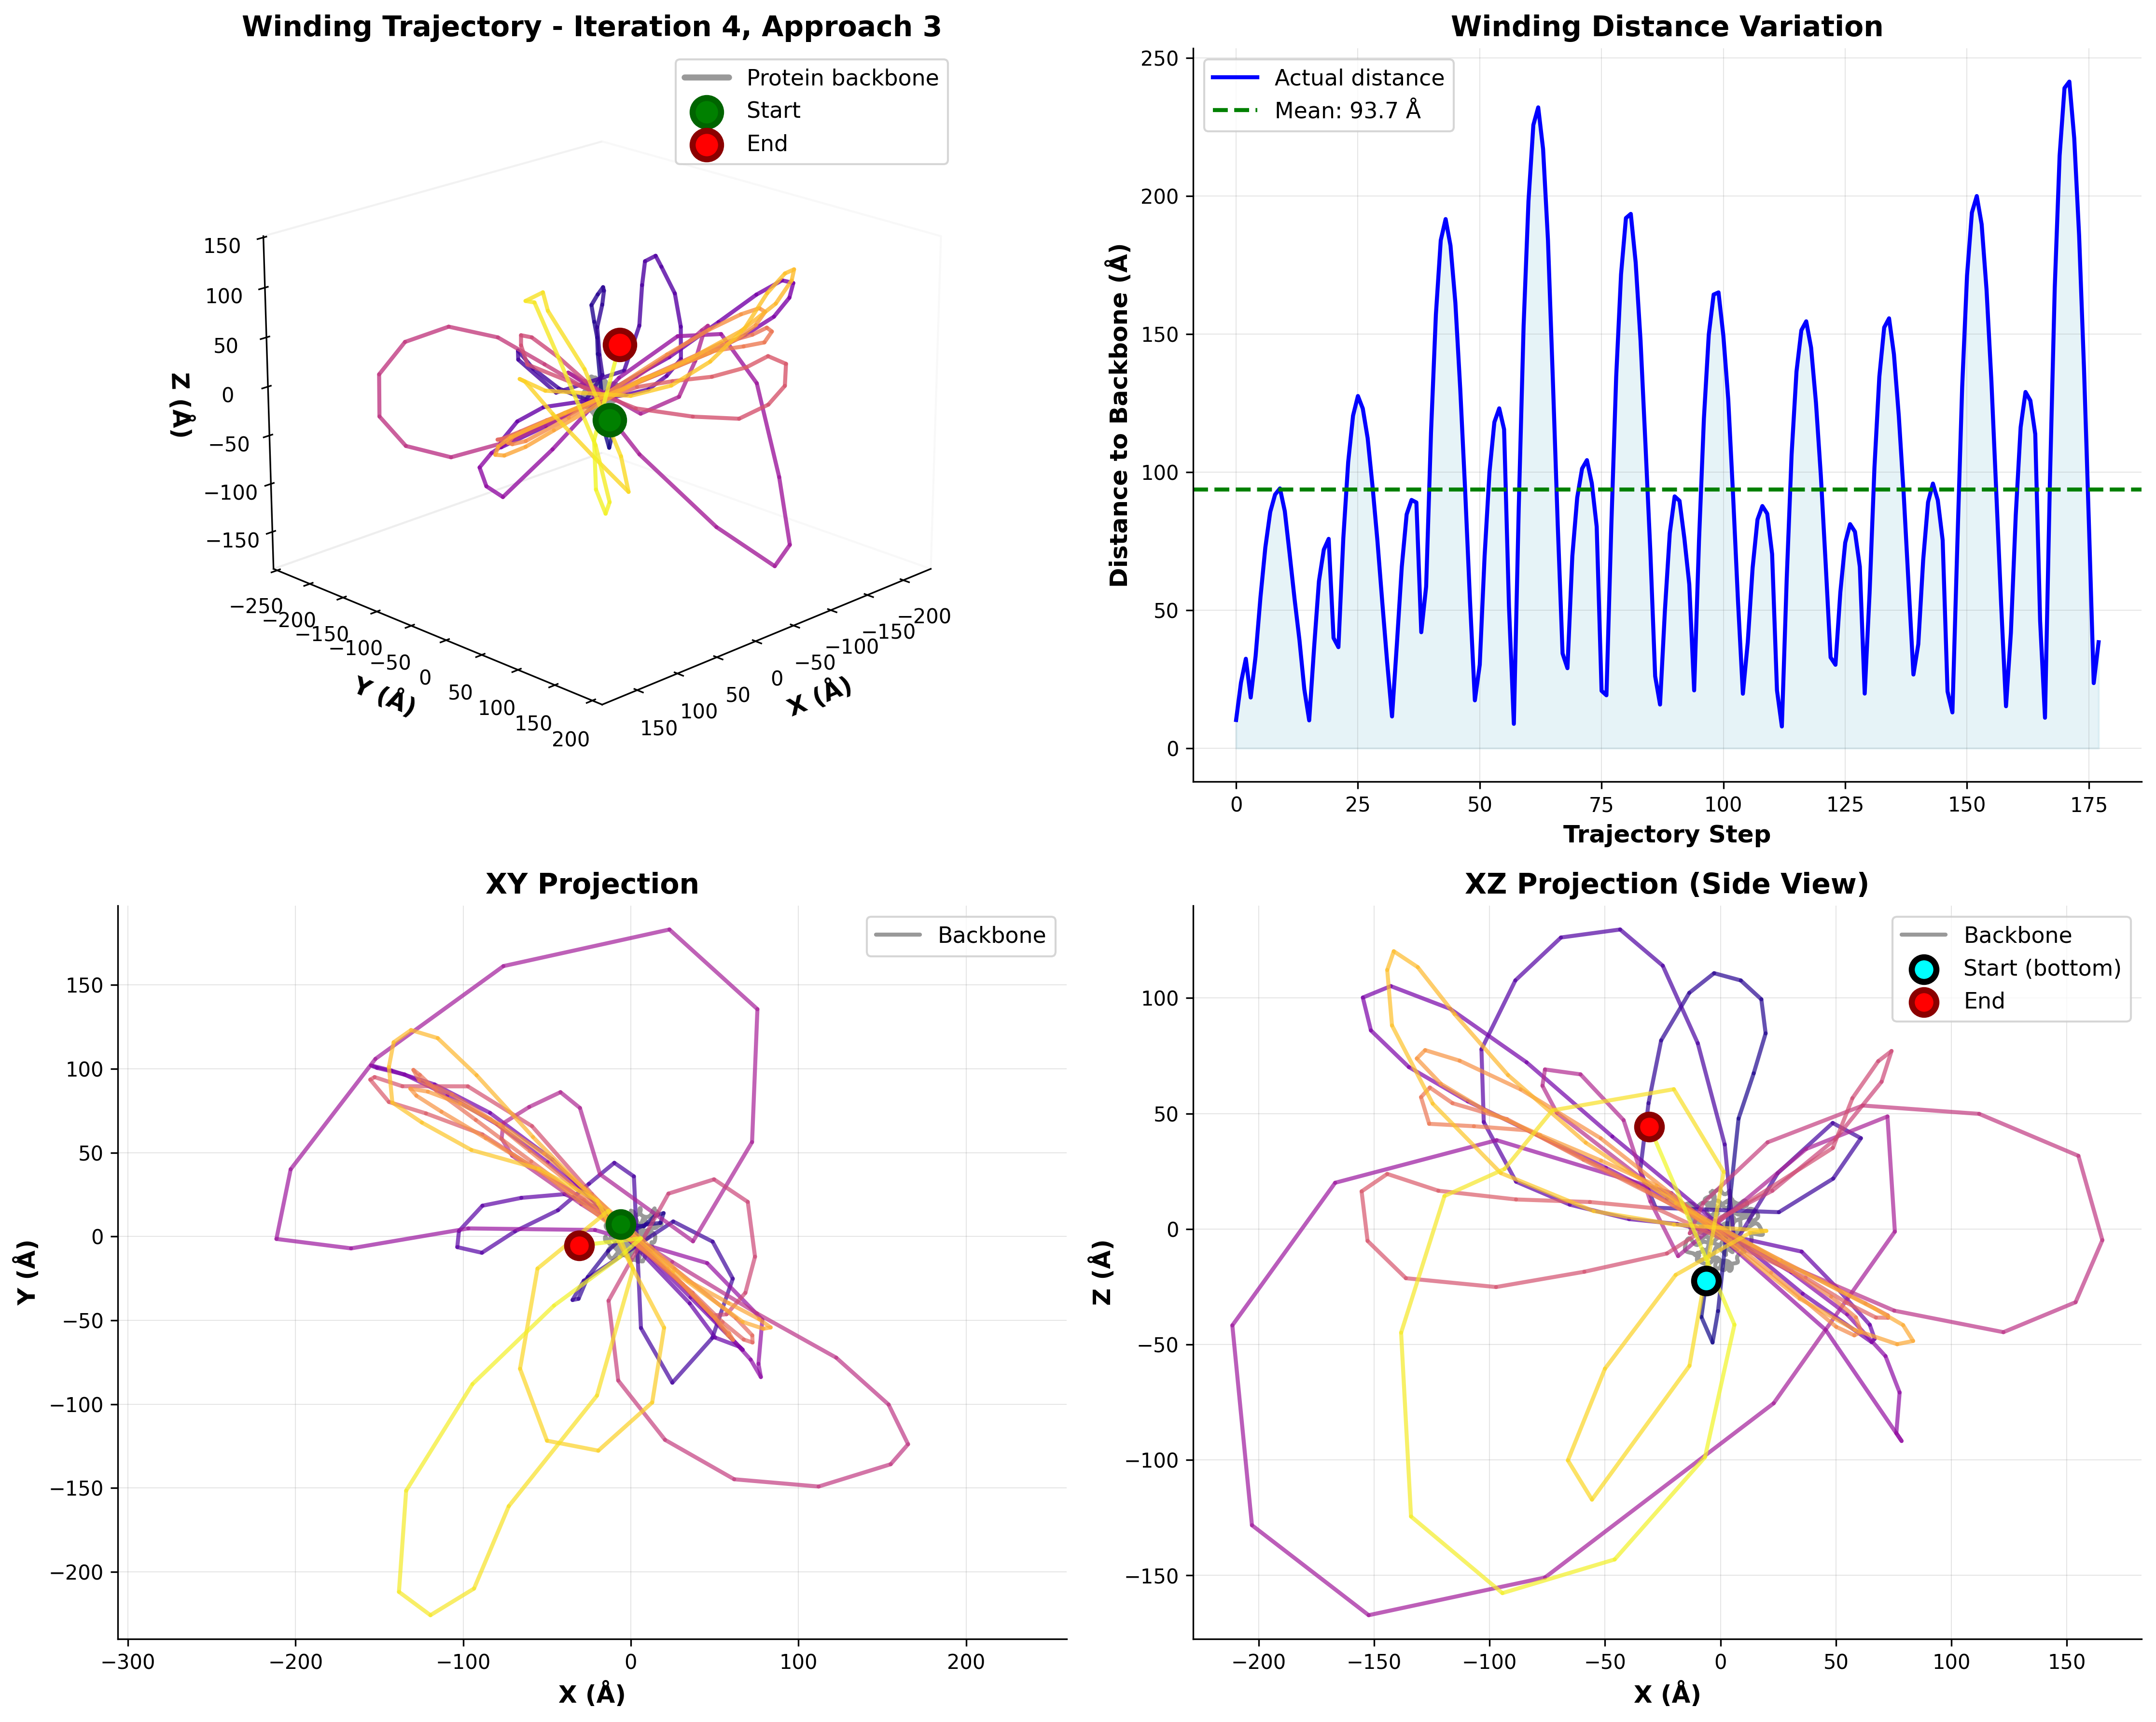 Winding Trajectory - Iteration 4, Approach 3
Protein backbone
Start
End
150
100
50
0
−50
−100
−150
Z (Å)
−250
−200
−150
−100
−50
0
50
100
150
200
Y (Å)
150
100
50
0
−50
−100
−150
−200
X (Å)
Winding Distance Variation
Actual distance
Mean: 93.7 Å
250
200
150
100
50
0
Distance to Backbone (Å)
0 25 50 75 100 125 150 175
Trajectory Step
XY Projection
Backbone
150
100
50
0
−50
−100
−150
−200
Y (Å)
−300 −200 −100 0 100 200
X (Å)
XZ Projection (Side View)
Backbone
Start (bottom)
End
100
50
0
−50
−100
−150
Z (Å)
−200 −150 −100 −50 0 50 100 150
X (Å)